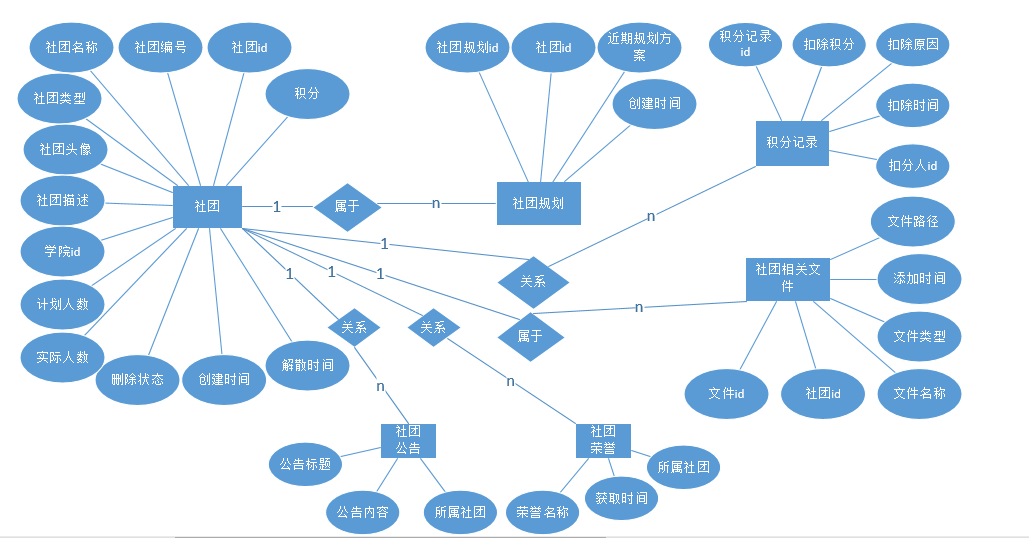 社团名称
社团编号
社团id
积分
社团类型
社团头像
社团描述
学院id
计划人数
实际人数
删除状态
创建时间
解散时间
社团
1
属于
n
社团规划
社团规划id
社团id
近期规划方
案
创建时间
积分记录
id
扣除积分
扣除原因
扣除时间
扣分人id
积分记录
n
1
关系
1
属于
n
社团相关文
件
文件路径
添加时间
文件类型
文件名称
社团id
文件id
1
关系
n
社团
公告
公告标题
公告内容
所属社团
1
关系
n
社团
荣誉
荣誉名称
获取时间
所属社团